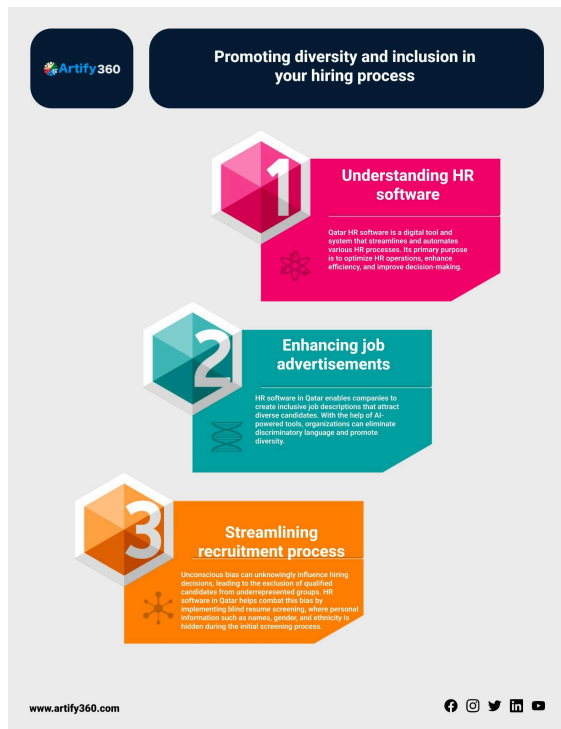 Artify360
Promoting diversity and inclusion in
your hiring process
1
Understanding HR
software
Qatar HR software is a digital tool and
system that streamlines and automates
various HR processes. Its primary purpose
is to optimize HR operations, enhance
efficiency, and improve decision-making.
2
Enhancing job
advertisements
HR software in Qatar enables companies to
create inclusive job descriptions that attract
diverse candidates. With the help of AI-
powered tools, organizations can eliminate
discriminatory language and promote
diversity.
3
Streamlining
recruitment process
Unconscious bias can unknowingly influence hiring
decisions, leading to the exclusion of qualified
candidates from underrepresented groups. HR
software in Qatar helps combat this bias by
implementing blind resume screening, where personal
information such as names, gender, and ethnicity is
hidden during the initial screening process.
www.artify360.com